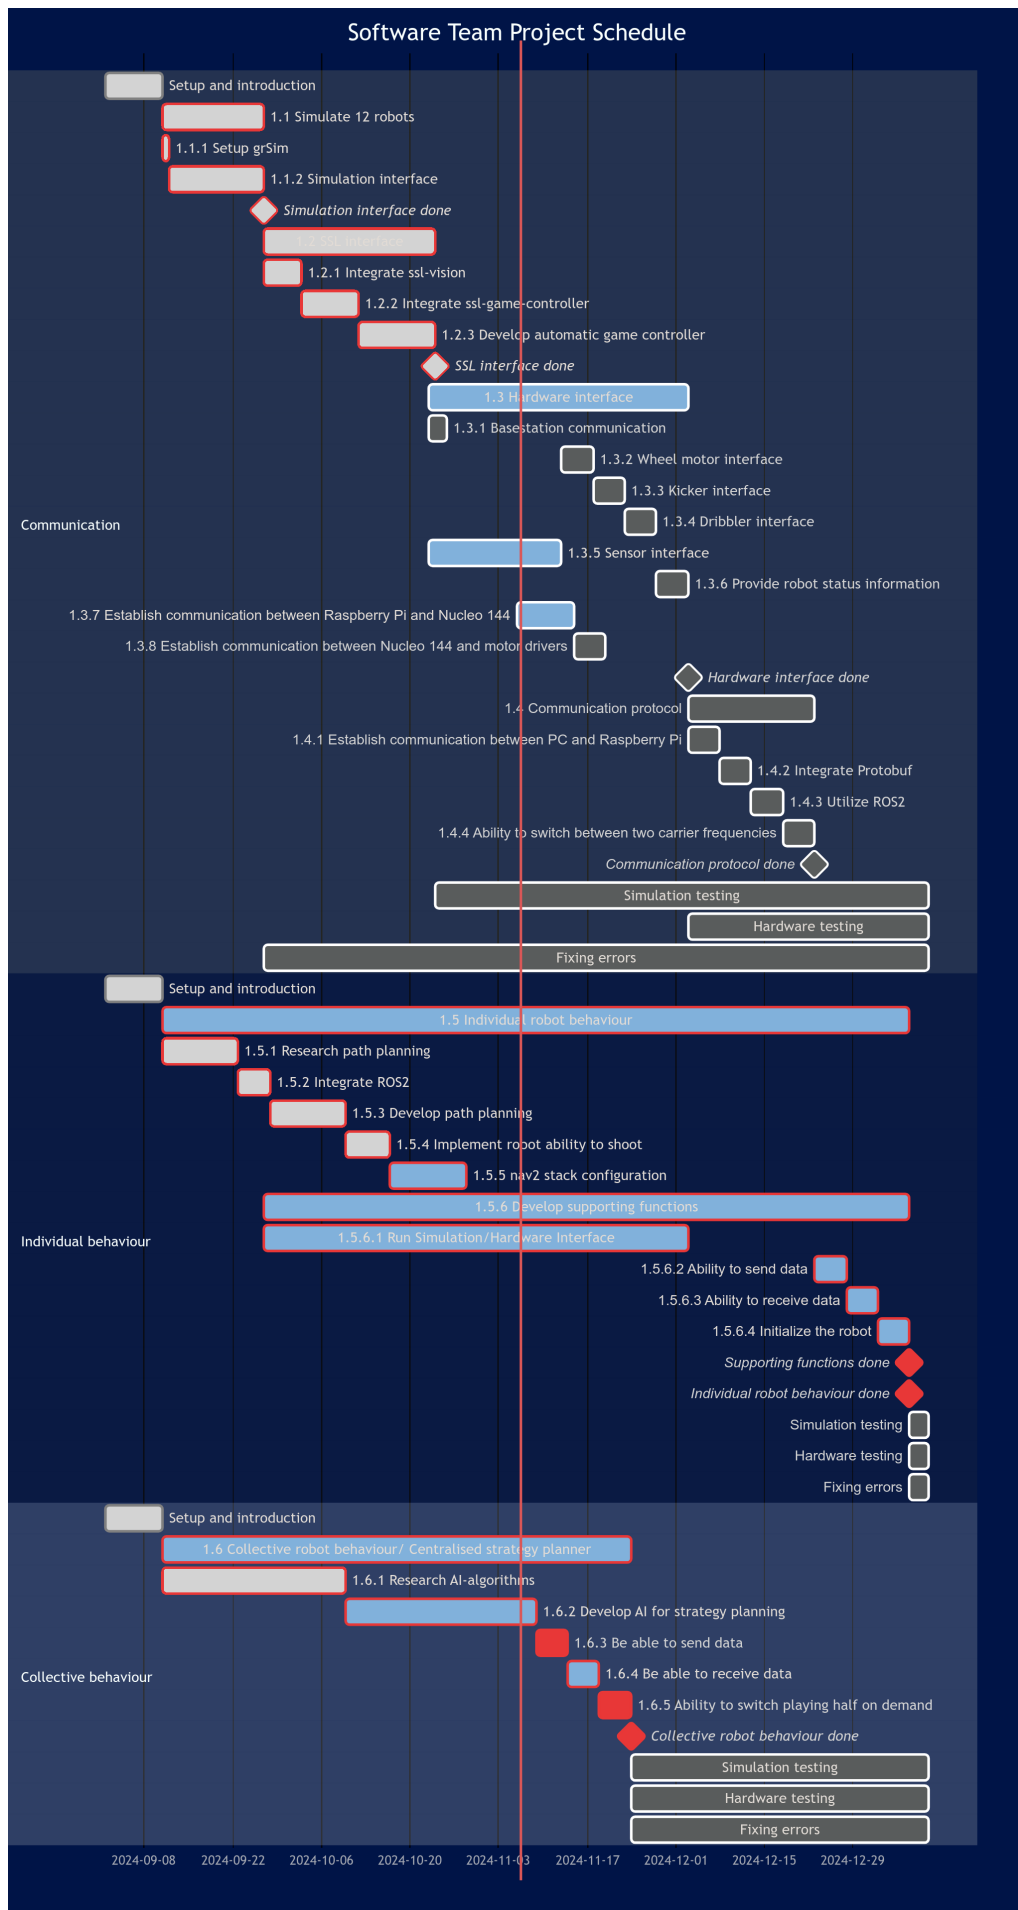 Software Team Project Schedule
Setup and introduction
1.1 Simulate 12 robots
1.1.1 Setup grSim
1.1.2 Simulation interface
Simulation interface done
1.2 SSL interface
1.2.1 Integrate ssl-vision
1.2.2 Integrate ssl-game-controller
1.2.3 Develop automatic game controller
SSL interface done
1.3 Hardware interface
1.3.1 Basestation communication
1.3.2 Wheel motor interface
1.3.3 Kicker interface
1.3.4 Dribbler interface
Communication
1.3.5 Sensor interface
1.3.6 Provide robot status information
1.3.7 Establish communication between Raspberry Pi and Nucleo 144
1.3.8 Establish communication between Nucleo 144 and motor drivers
Hardware interface done
1.4 Communication protocol
1.4.1 Establish communication between PC and Raspberry Pi
1.4.2 Integrate Protobuf
1.4.3 Utilize ROS2
1.4.4 Ability to switch between two carrier frequencies
Communication protocol done
Simulation testing
Hardware testing
Fixing errors
Setup and introduction
1.5 Individual robot behaviour
1.5.1 Research path planning
1.5.2 Integrate ROS2
1.5.3 Develop path planning
1.5.4 Implement robot ability to shoot
1.5.5 nav2 stack configuration
1.5.6 Develop supporting functions
1.5.6.1 Run Simulation/Hardware Interface
Individual behaviour
1.5.6.2 Ability to send data
1.5.6.3 Ability to receive data
1.5.6.4 Initialize the robot
Supporting functions done
Individual robot behaviour done
Simulation testing
Hardware testing
Fixing errors
Setup and introduction
1.6 Collective robot behaviour/ Centralised strategy planner
1.6.1 Research AI-algorithms
1.6.2 Develop AI for strategy planning
1.6.3 Be able to send data
1.6.4 Be able to receive data
Collective behaviour
1.6.5 Ability to switch playing half on demand
Collective robot behaviour done
Simulation testing
Hardware testing
Fixing errors
2024-09-08 2024-09-22 2024-10-06 2024-10-20 2024-11-03 2024-11-17 2024-12-01 2024-12-15 2024-12-29